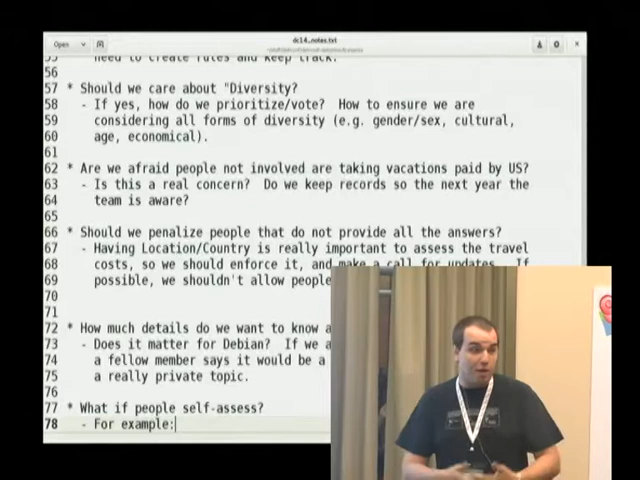 Open
dc14_notes.txt
55 need to create rules and keep track.
56
57 * Should we care about "Diversity?
58 - If yes, how do we prioritize/vote? How to ensure we are
59 considering all forms of diversity (e.g. gender/sex, cultural,
60 age, economical).
61
62 * Are we afraid people not involved are taking vacations paid by US?
63 - Is this a real concern? Do we keep records so the next year the
64 team is aware?
65
66 * Should we penalize people that do not provide all the answers?
67 - Having Location/Country is really important to assess the travel
68 costs, so we should enforce it, and make a call for updates. If
69 possible, we shouldn't allow people
70
71
72 * How much details do we want to know a
73 - Does it matter for Debian? If we a
74 a fellow member says it would be a
75 a really private topic.
76
77 * What if people self-assess?
78 - For example: